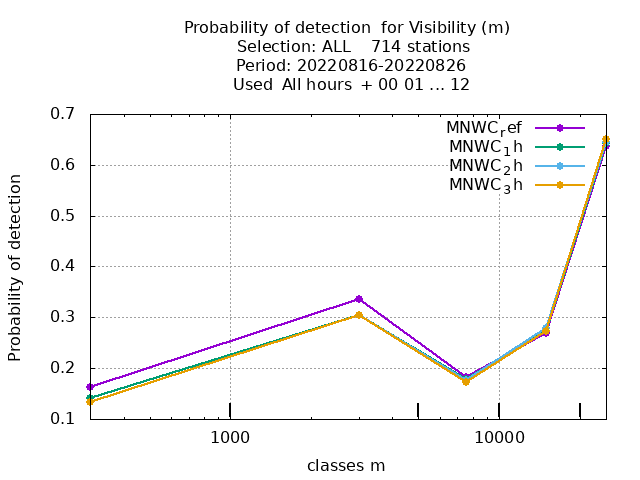 Probability of detection  for Visibility (m)
Selection: ALL    714 stations
Period: 20220816-20220826
Used  All hours  + 00 01 ... 12
MNWC_ref
MNWC_1h
MNWC_2h
MNWC_3h
0.7
0.6
0.5
0.4
0.3
0.2
0.1
Probability of detection
1000 10000
classes m